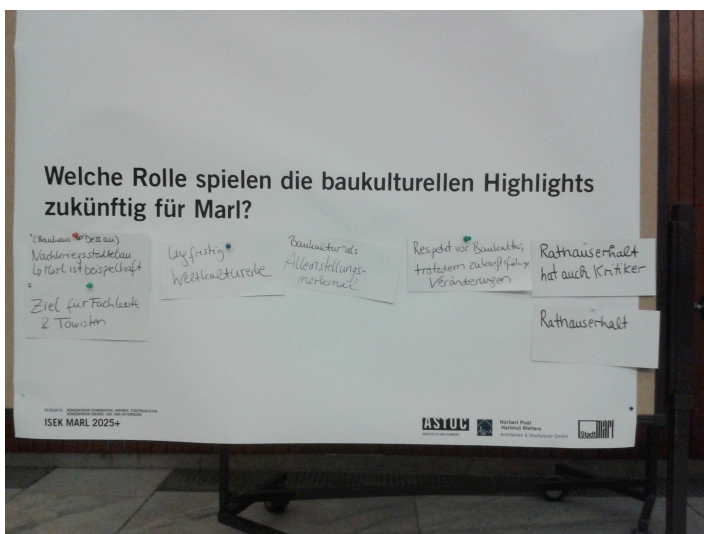 Welche Rolle spielen die baukulturellen Highlights
zukünftig für Marl?
(Bauhaus Dessau)
Nachkriegsstädtebau
↳ Marl ist beispielhaft
Ziel für Fachleute
& Touristen
langfristig
Weltkulturerbe
Baukultur als
Alleinstellungs-
merkmal
Respekt vor Baukultur,
trotzdem zukunftsfähige
Veränderungen
Rathauserhalt
hat auch Kritiker
Rathauserhalt
ISEK MARL 2025+
ASTOC
Norbert Post
Hartmut Welters
Architekten & Stadtplaner GmbH
Stadt Marl